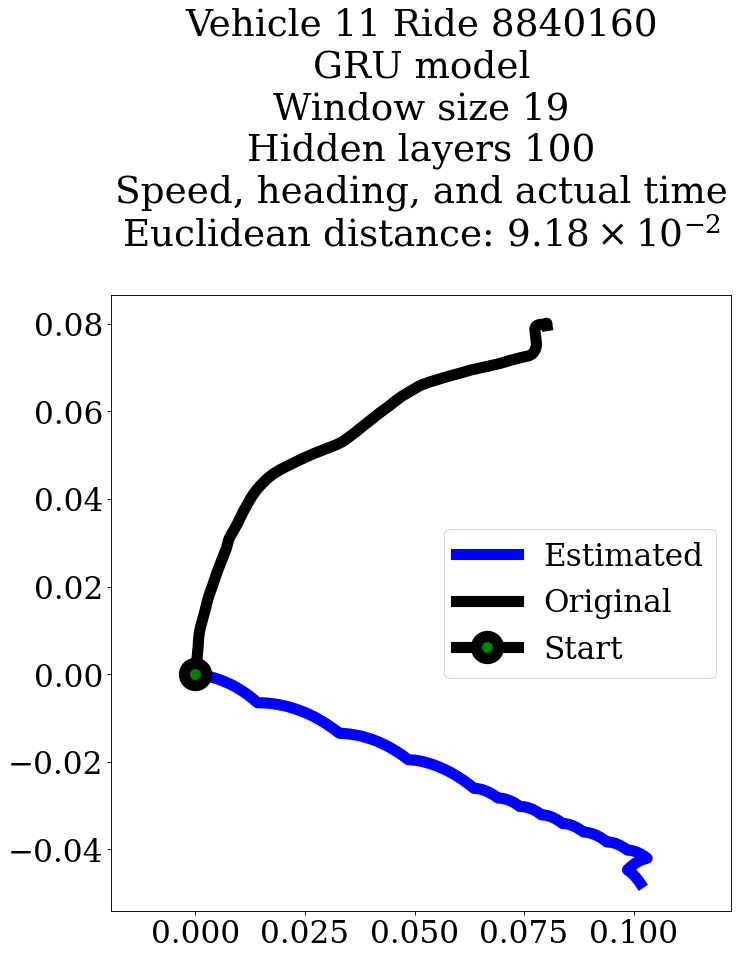 Vehicle 11 Ride 8840160
GRU model
Window size 19
Hidden layers 100
Speed, heading, and actual time
Euclidean distance: 9.18 × 10⁻²
0.08
0.06
0.04
0.02
0.00
−0.02
−0.04
Estimated
Original
Start
0.000 0.025 0.050 0.075 0.100